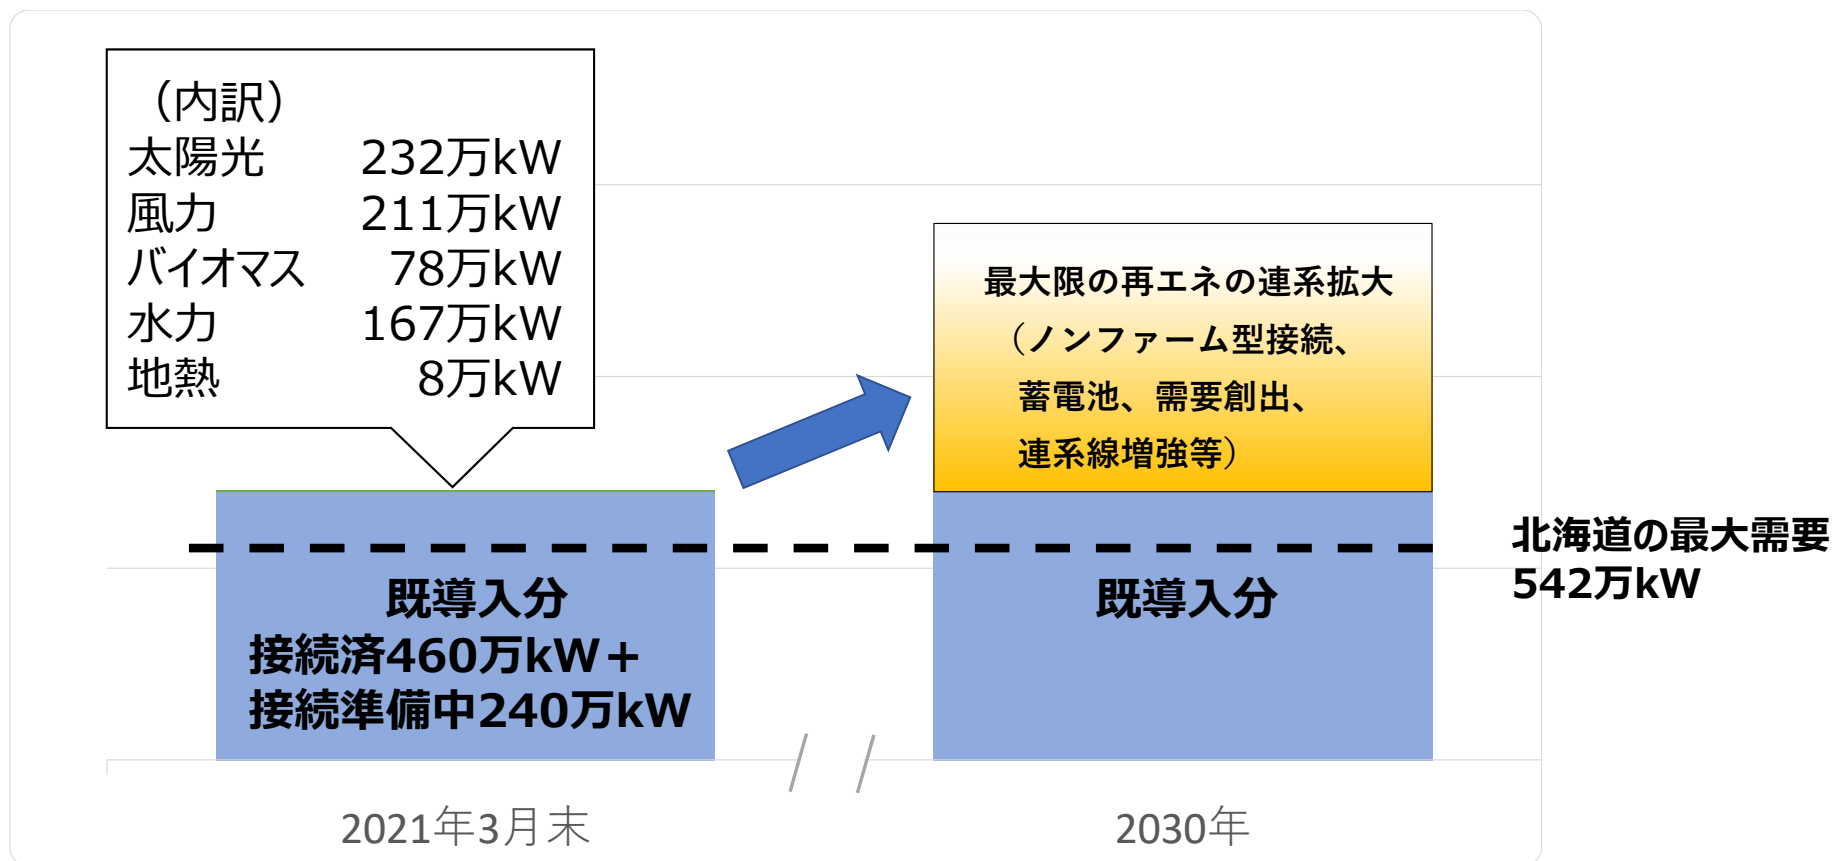 （内訳）
太陽光 232万kW
風力 211万kW
バイオマス 78万kW
水力 167万kW
地熱 8万kW
最大限の再エネの連系拡大
（ノンファーム型接続、
蓄電池、需要創出、
連系線増強等）
北海道の最大需要
542万kW
既導入分
接続済460万kW＋
接続準備中240万kW
既導入分
2021年3月末
2030年